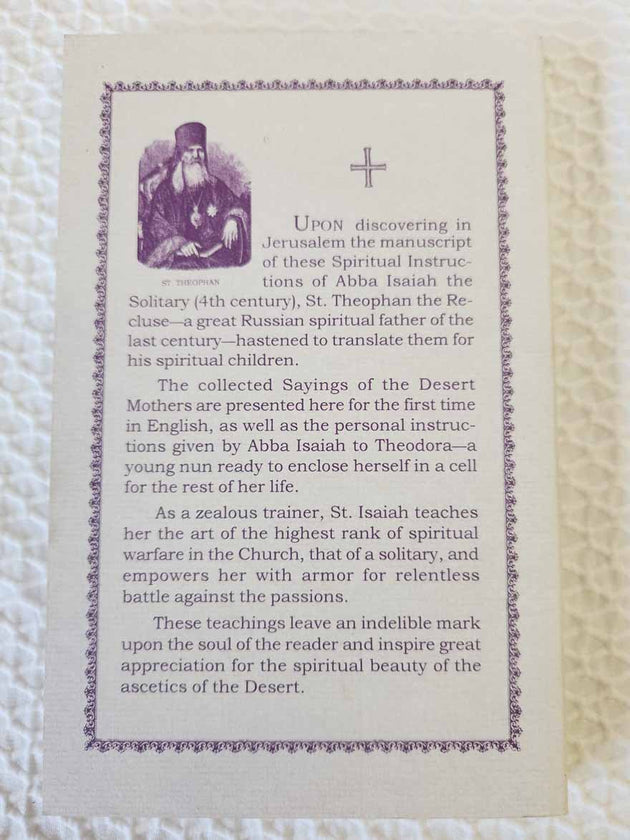 ST THEOPHAN
UPON discovering in
Jerusalem the manuscript
of these Spiritual Instruc-
tions of Abba Isaiah the
Solitary (4th century), St. Theophan the Re-
cluse—a great Russian spiritual father of the
last century—hastened to translate them for
his spiritual children.
The collected Sayings of the Desert
Mothers are presented here for the first time
in English, as well as the personal instruc-
tions given by Abba Isaiah to Theodora—a
young nun ready to enclose herself in a cell
for the rest of her life.
As a zealous trainer, St. Isaiah teaches
her the art of the highest rank of spiritual
warfare in the Church, that of a solitary, and
empowers her with armor for relentless
battle against the passions.
These teachings leave an indelible mark
upon the soul of the reader and inspire great
appreciation for the spiritual beauty of the
ascetics of the Desert.